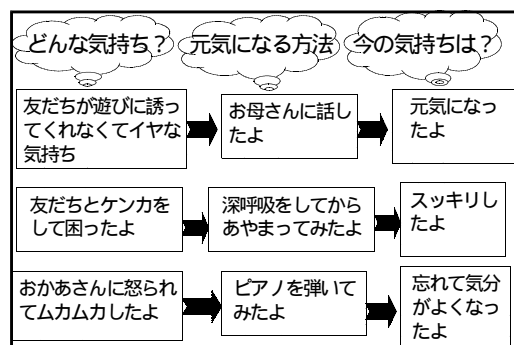 どんな気持ち？
元気になる方法
今の気持ちは？
友だちが遊びに誘っ
てくれなくてイヤな
気持ち
お母さんに話し
たよ
元気になっ
たよ
友だちとケンカを
して困ったよ
深呼吸をしてから
あやまってみたよ
スッキリし
たよ
おかあさんに怒られ
てムカムカしたよ
ピアノを弾いて
みたよ
忘れて気分
がよくなっ
たよ